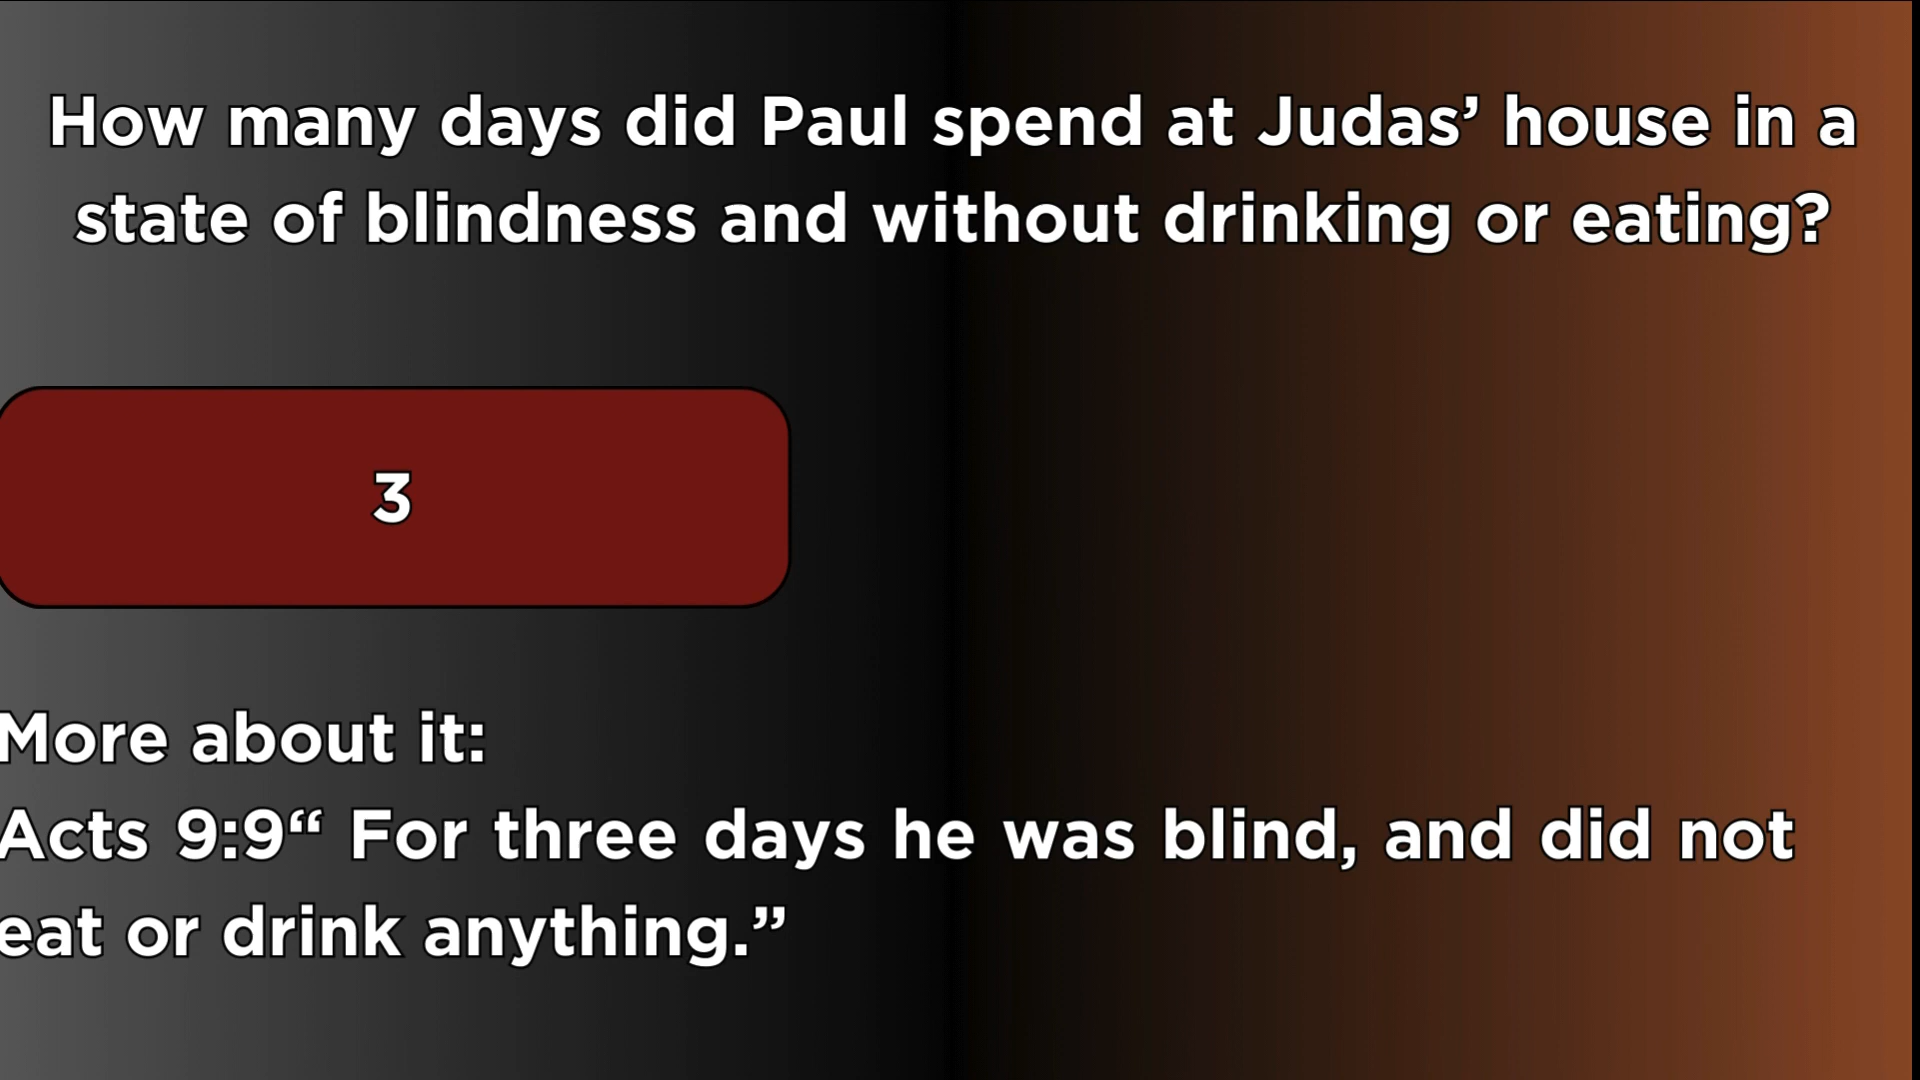 How many days did Paul spend at Judas’ house in a
state of blindness and without drinking or eating?
3
More about it:
Acts 9:9“ For three days he was blind, and did not
eat or drink anything.”